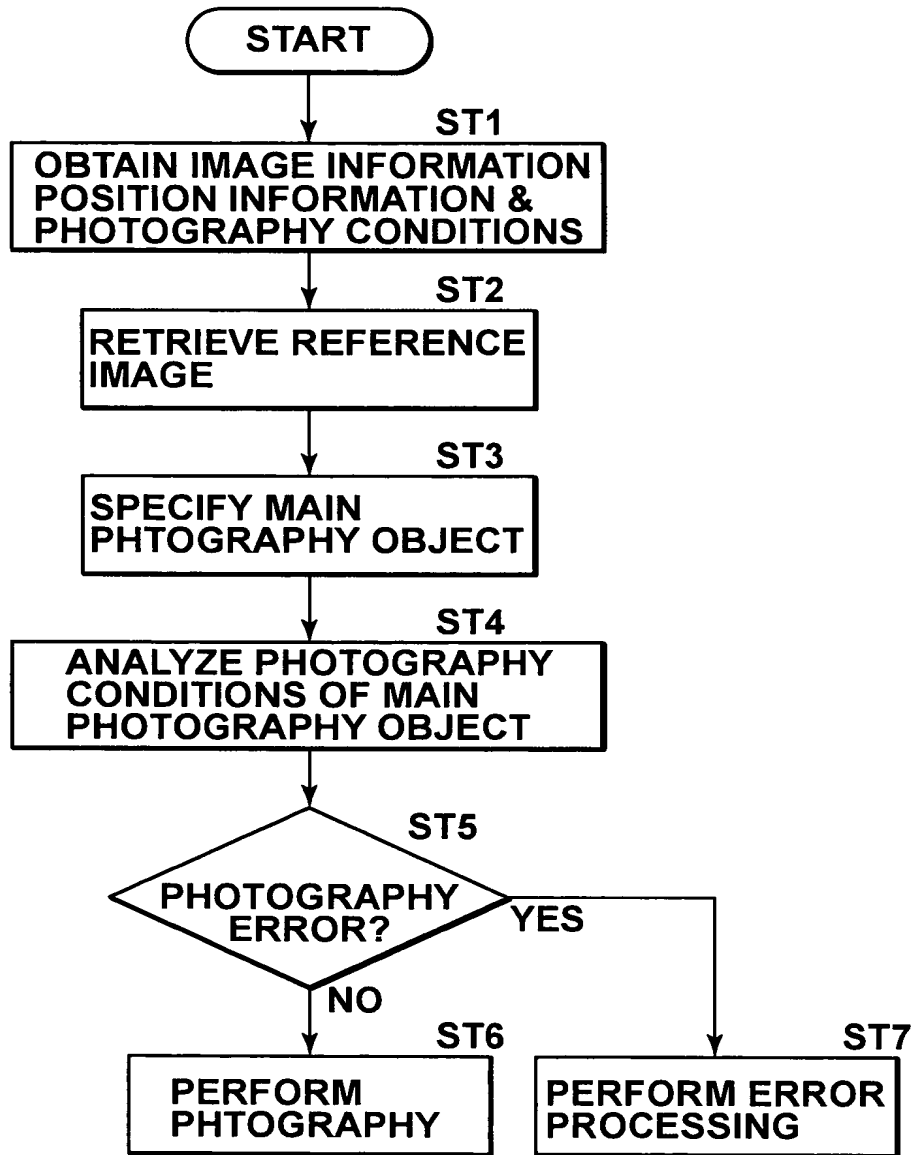 START
ST1
OBTAIN IMAGE INFORMATION
POSITION INFORMATION &
PHOTOGRAPHY CONDITIONS
ST2
RETRIEVE REFERENCE
IMAGE
ST3
SPECIFY MAIN
PHTOGRAPHY OBJECT
ST4
ANALYZE PHOTOGRAPHY
CONDITIONS OF MAIN
PHOTOGRAPHY OBJECT
ST5
PHOTOGRAPHY
ERROR?
YES
NO
ST6
PERFORM
PHTOGRAPHY
ST7
PERFORM ERROR
PROCESSING